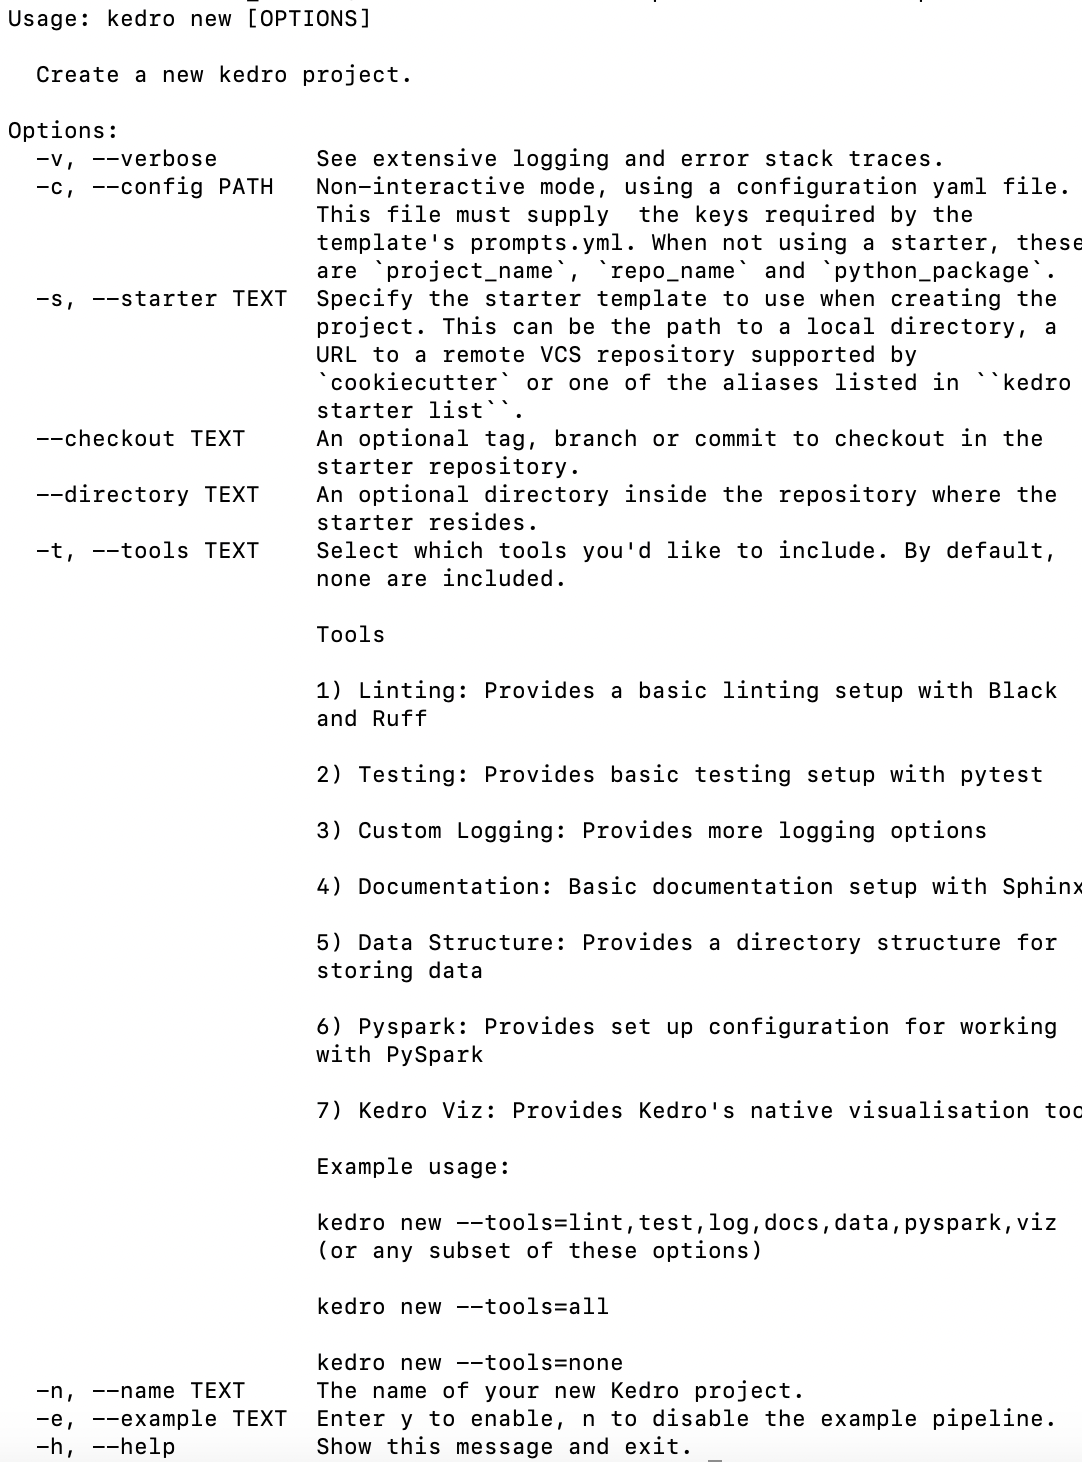 Usage: kedro new [OPTIONS]
Create a new kedro project.
Options:
-v, --verbose See extensive logging and error stack traces.
-c, --config PATH Non-interactive mode, using a configuration yaml file.
This file must supply  the keys required by the
template's prompts.yml. When not using a starter, these
are `project_name`, `repo_name` and `python_package`.
-s, --starter TEXT Specify the starter template to use when creating the
project. This can be the path to a local directory, a
URL to a remote VCS repository supported by
`cookiecutter` or one of the aliases listed in ``kedro
starter list``.
--checkout TEXT An optional tag, branch or commit to checkout in the
starter repository.
--directory TEXT An optional directory inside the repository where the
starter resides.
-t, --tools TEXT Select which tools you'd like to include. By default,
none are included.
Tools
1) Linting: Provides a basic linting setup with Black
and Ruff
2) Testing: Provides basic testing setup with pytest
3) Custom Logging: Provides more logging options
4) Documentation: Basic documentation setup with Sphinx
5) Data Structure: Provides a directory structure for
storing data
6) Pyspark: Provides set up configuration for working
with PySpark
7) Kedro Viz: Provides Kedro's native visualisation too
Example usage:
kedro new --tools=lint,test,log,docs,data,pyspark,viz
(or any subset of these options)
kedro new --tools=all
kedro new --tools=none
-n, --name TEXT The name of your new Kedro project.
-e, --example TEXT Enter y to enable, n to disable the example pipeline.
-h, --help Show this message and exit.